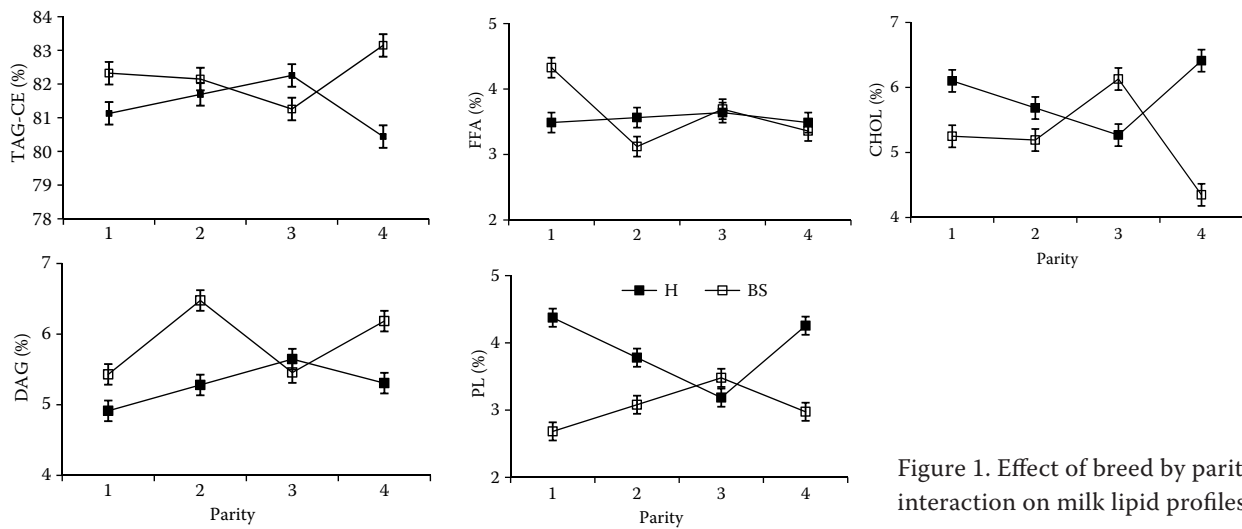 84
83
82
81
80
79
78
TAG-CE (%)
1 2 3 4
5
4
3
2
FFA (%)
1 2 3 4
7
6
5
4
CHOL (%)
1 2 3 4
Parity
7
6
5
4
DAG (%)
1 2 3 4
Parity
5
4
3
2
PL (%)
H BS
1 2 3 4
Parity
Figure 1. Effect of breed by parit
interaction on milk lipid profiles